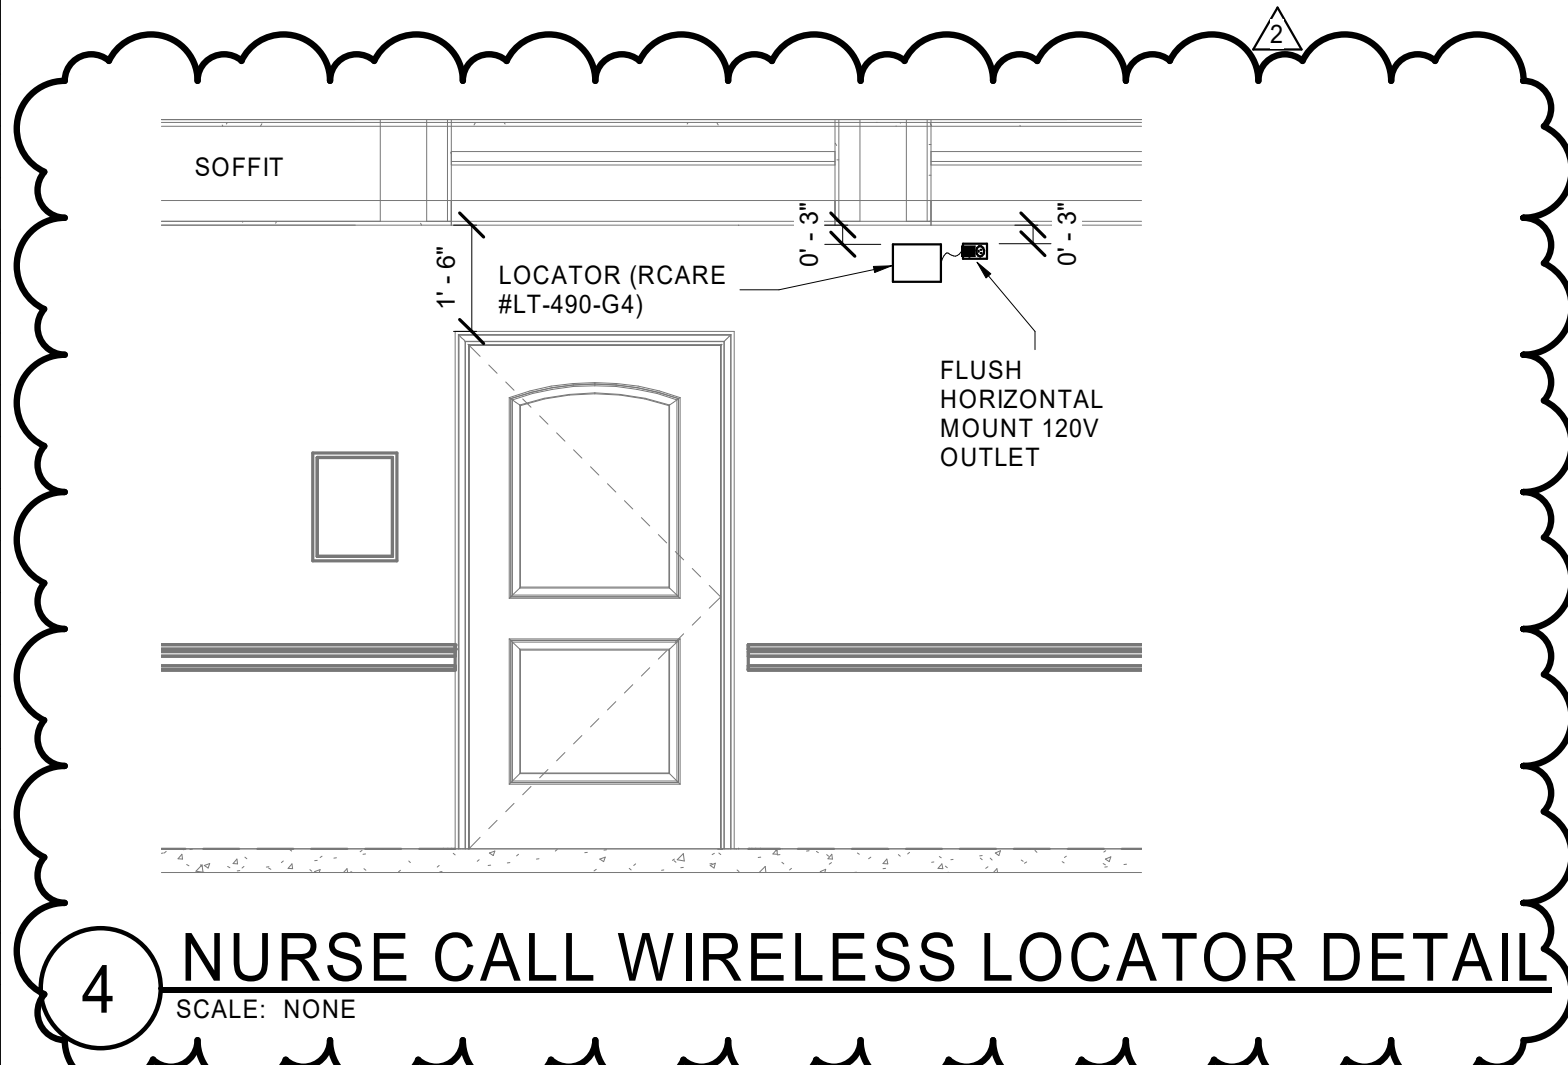 2
SOFFIT
0' - 3"
0' - 3"
1' - 6"
LOCATOR (RCARE
#LT-490-G4)
FLUSH
HORIZONTAL
MOUNT 120V
OUTLET
4
NURSE CALL WIRELESS LOCATOR DETAIL
SCALE: NONE